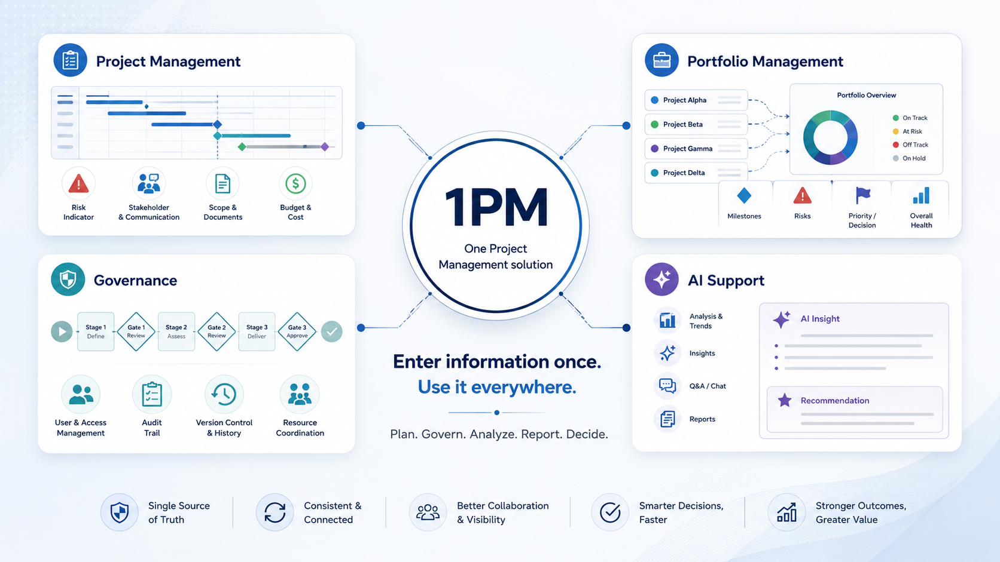 Project Management
Risk
Indicator
Stakeholder
& Communication
Scope &
Documents
Budget &
Cost
Portfolio Management
Project Alpha
Project Beta
Project Gamma
Project Delta
Portfolio Overview
On Track
At Risk
Off Track
On Hold
Milestones
Risks
Priority /
Decision
Overall
Health
1PM
One Project
Management solution
Governance
Stage 1
Define
Gate 1
Review
Stage 2
Assess
Gate 2
Review
Stage 3
Deliver
Gate 3
Approve
User & Access
Management
Audit
Trail
Version Control
& History
Resource
Coordination
Enter information once.
Use it everywhere.
Plan. Govern. Analyze. Report. Decide.
AI Support
Analysis &
Trends
Insights
Q&A / Chat
Reports
AI Insight
Recommendation
Single Source
of Truth
Consistent &
Connected
Better Collaboration
& Visibility
Smarter Decisions,
Faster
Stronger Outcomes,
Greater Value